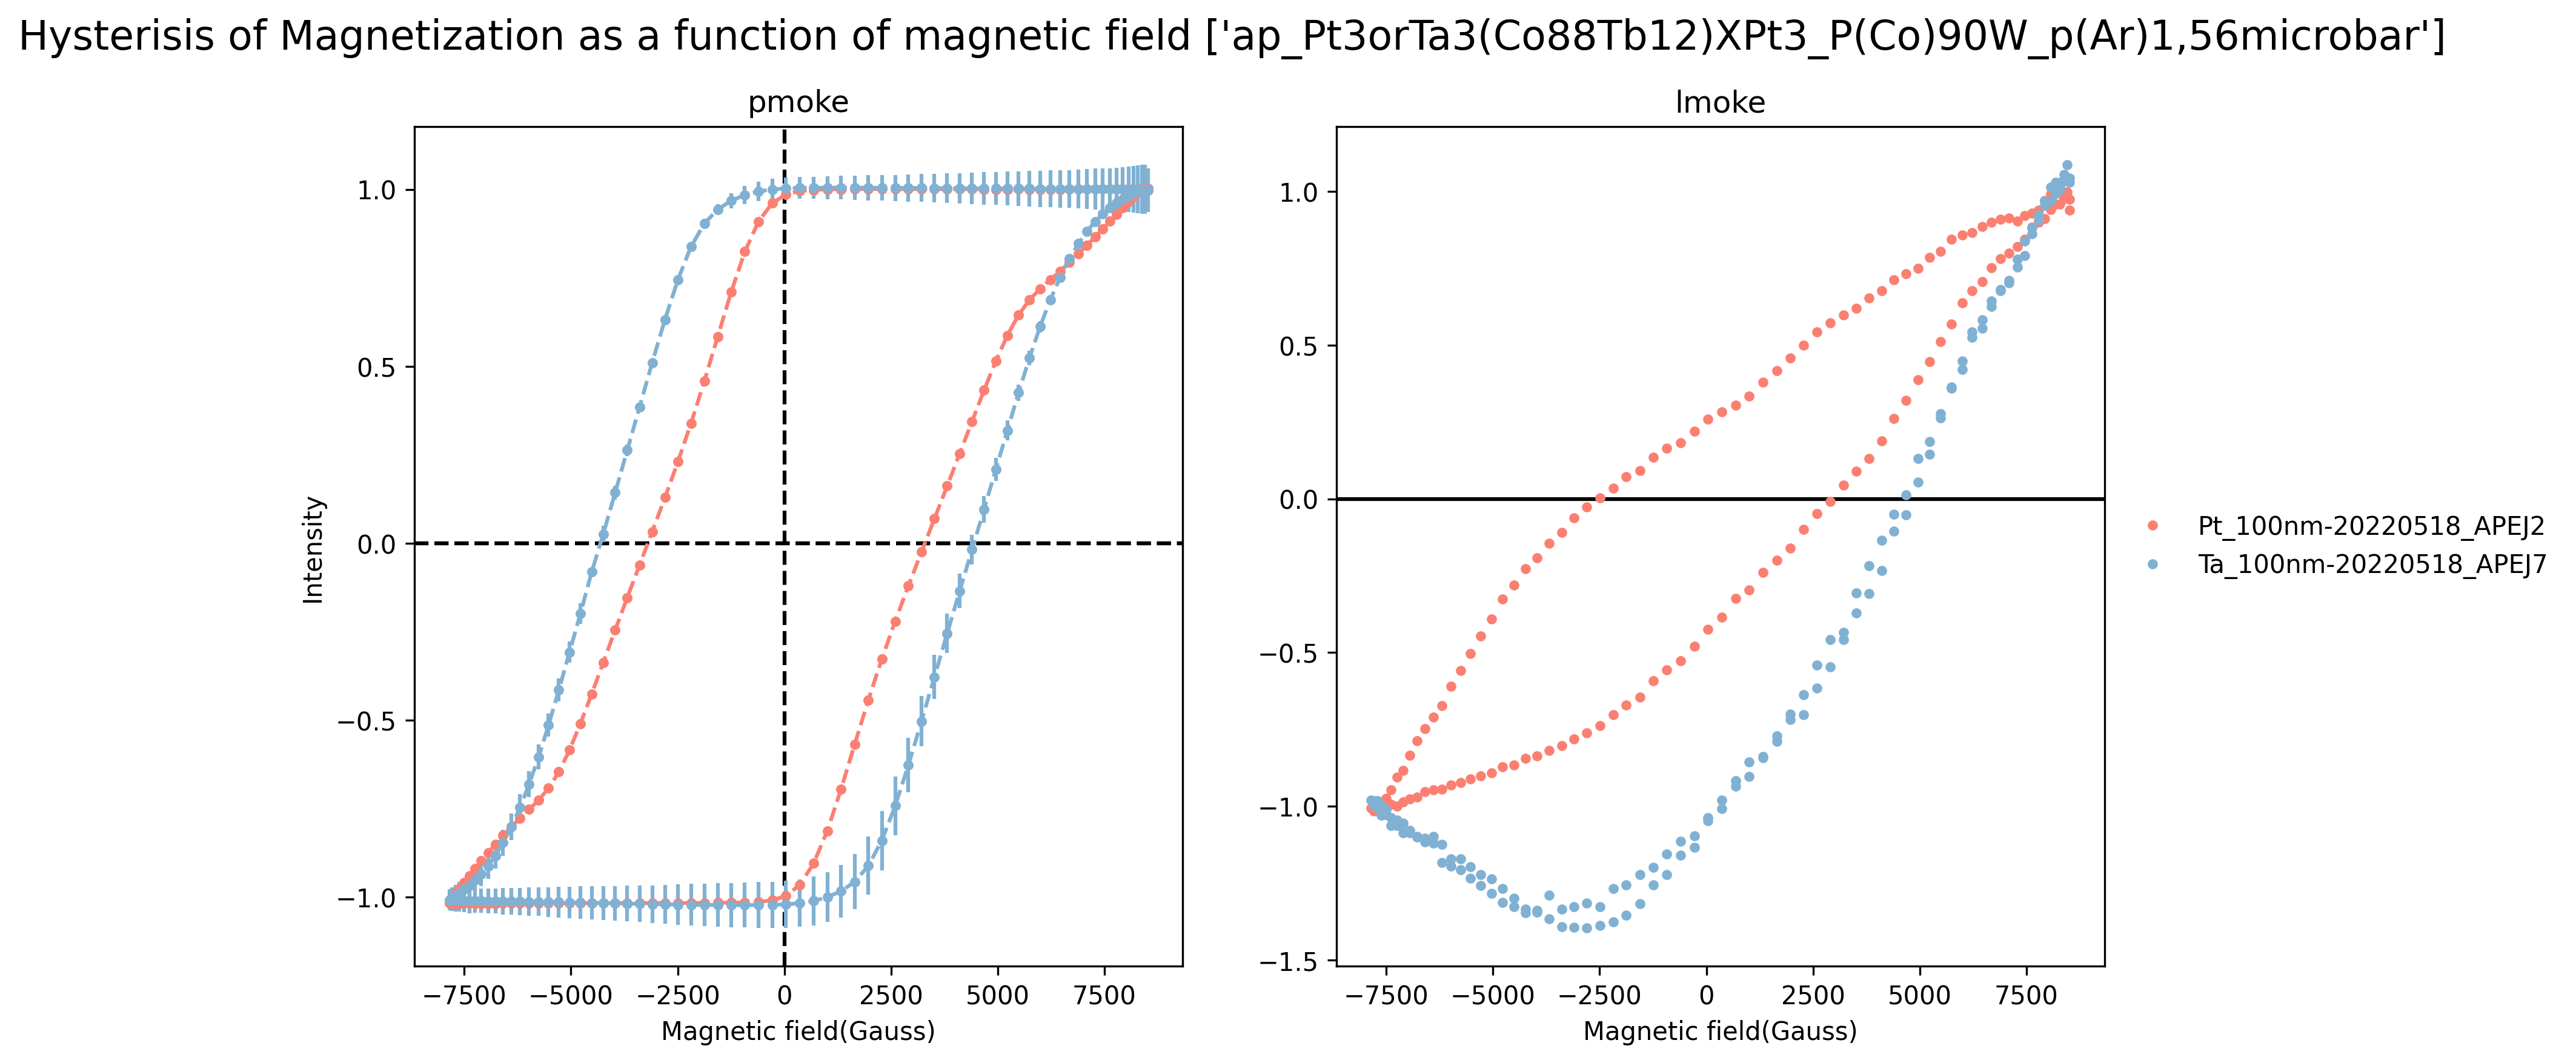 Hysterisis of Magnetization as a function of magnetic field ['ap_Pt3orTa3(Co88Tb12)XPt3_P(Co)90W_p(Ar)1,56microbar']
pmoke
1.0
0.5
0.0
−0.5
−1.0
Intensity
−7500 −5000 −2500 0 2500 5000 7500
Magnetic field(Gauss)
lmoke
1.0
0.5
0.0
−0.5
−1.0
−1.5
−7500 −5000 −2500 0 2500 5000 7500
Magnetic field(Gauss)
Pt_100nm-20220518_APEJ2
Ta_100nm-20220518_APEJ7